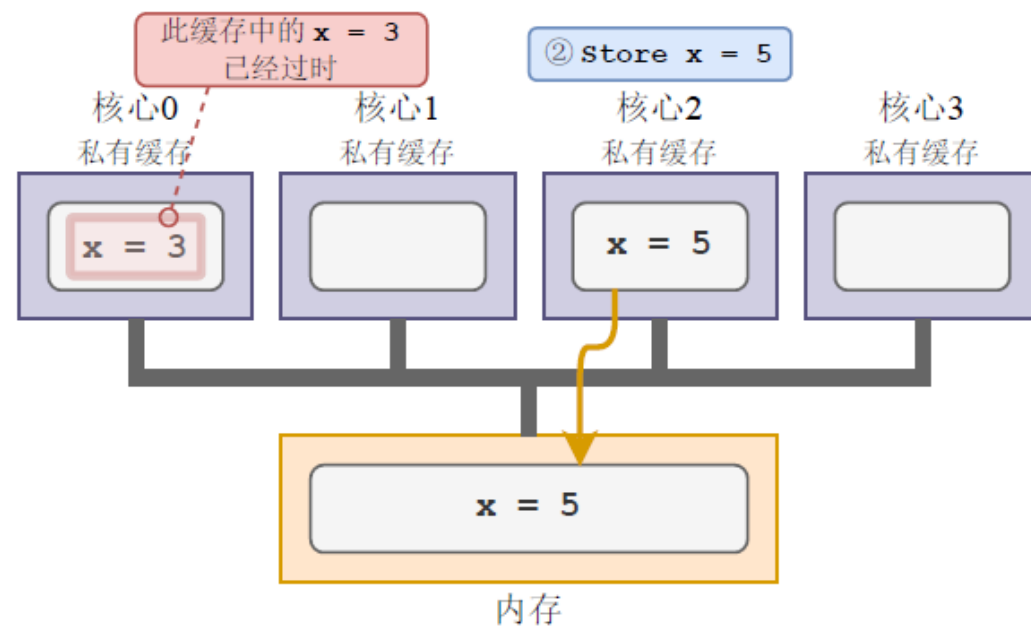 此缓存中的 x = 3
已经过时
② Store x = 5
核心0
私有缓存
核心1
私有缓存
核心2
私有缓存
核心3
私有缓存
x = 3
x = 5
x = 5
内存